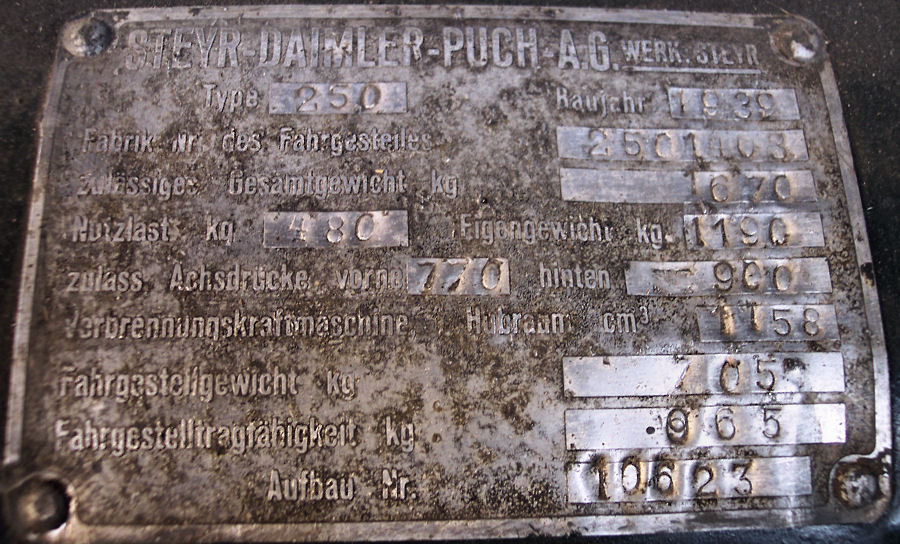 STEYR-DAIMLER-PUCH-A.G. WERK: STEYR
Type 250 Baujahr 1939
Fabrik Nr. des Fahrgestelles 2501403
zulässiges Gesamtgewicht kg 1670
Nutzlast kg 480 Eigengewicht kg. 1190
zuläss. Achsdrücke vorne 770 hinten — 900
Verbrennungskraftmaschine Hubraum cm³ 1158
Fahrgestellgewicht kg
Fahrgestelltragfähigkeit kg 965
Aufbau Nr. 10623